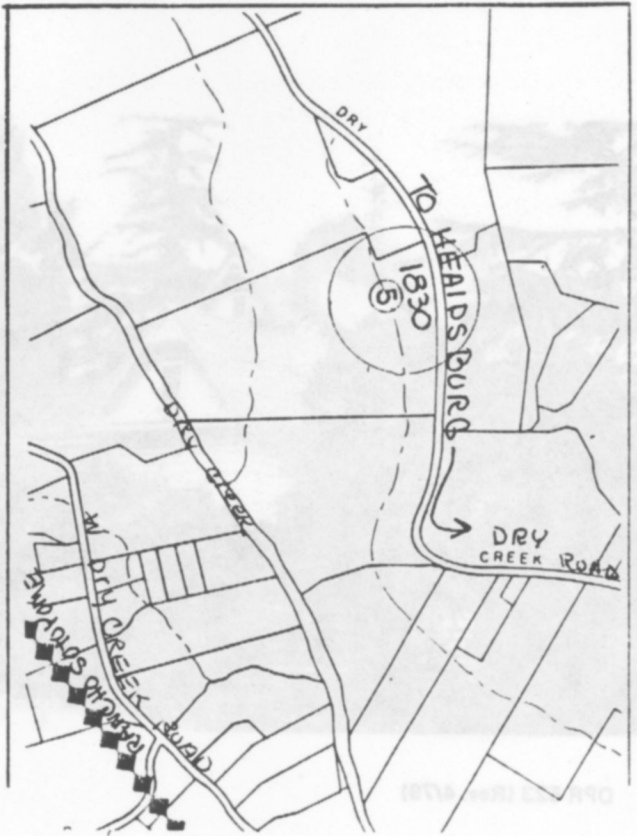 DRY
TO HEAIDSBURG
1830
5
DRY CREEK
DRY
CREEK ROAD
W DRY CREEK ROAD
RANCHO SOTOYOME
DPR 523 (Rev. 4/79)